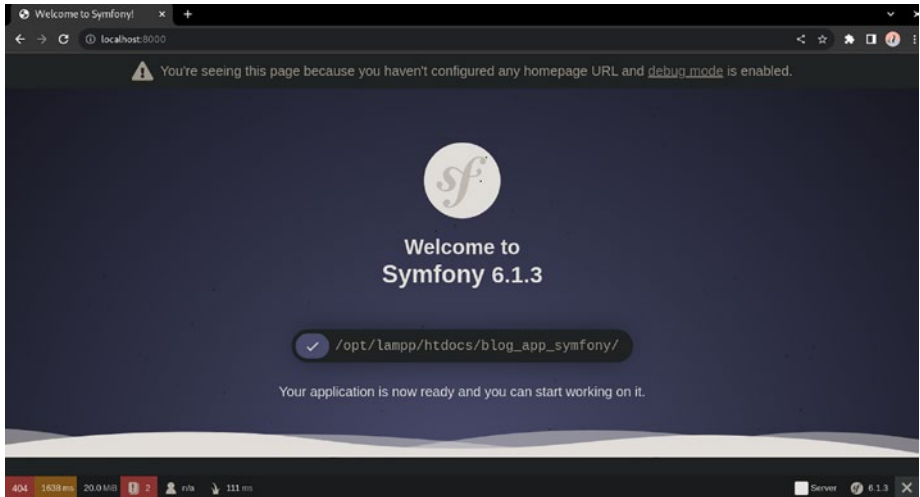 Welcome to Symfony!
localhost:8000
You're seeing this page because you haven't configured any homepage URL and debug mode is enabled.
sf
Welcome to
Symfony 6.1.3
/opt/lampp/htdocs/blog_app_symfony/
Your application is now ready and you can start working on it.
404 1638 ms 20.0 MiB 2 n/a 111 ms Server 6.1.3